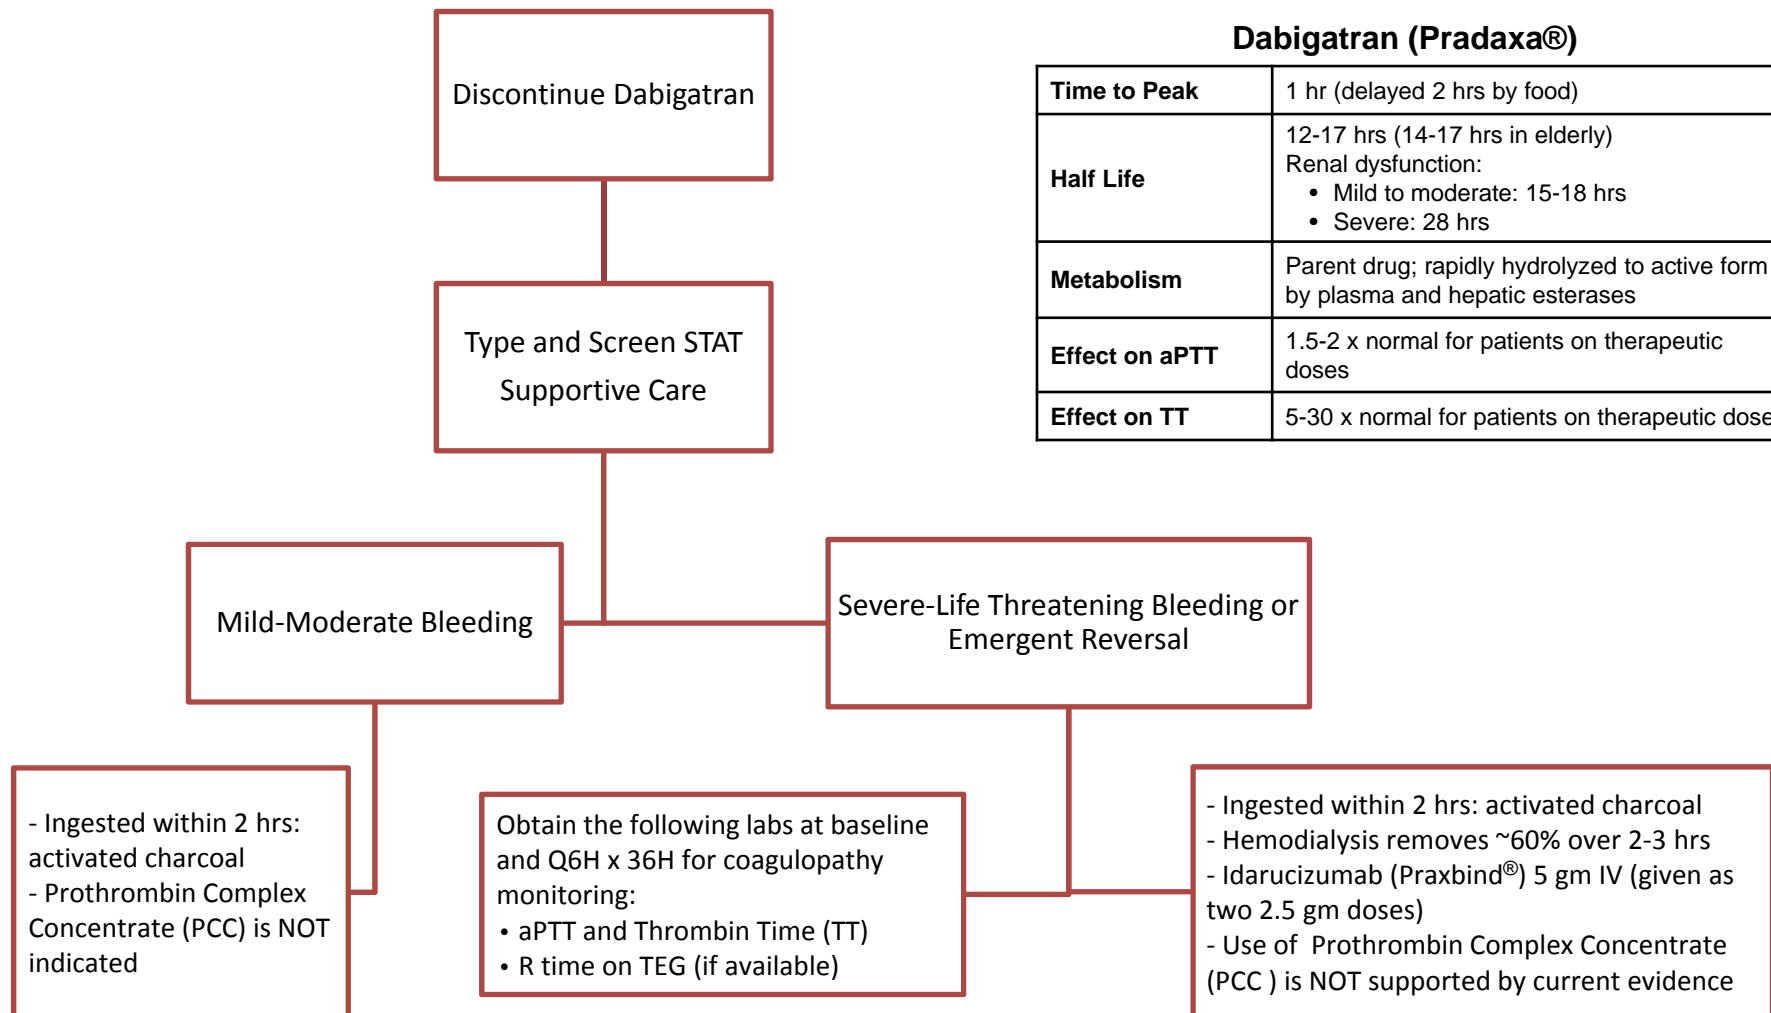 Discontinue Dabigatran
Type and Screen STAT
Supportive Care
Mild-Moderate Bleeding
Severe-Life Threatening Bleeding or
Emergent Reversal
- Ingested within 2 hrs:
activated charcoal
- Prothrombin Complex
Concentrate (PCC) is NOT
indicated
Obtain the following labs at baseline
and Q6H x 36H for coagulopathy
monitoring:
• aPTT and Thrombin Time (TT)
• R time on TEG (if available)
- Ingested within 2 hrs: activated charcoal
- Hemodialysis removes ~60% over 2-3 hrs
- Idarucizumab (Praxbind®) 5 gm IV (given as
two 2.5 gm doses)
- Use of  Prothrombin Complex Concentrate
(PCC ) is NOT supported by current evidence
Dabigatran (Pradaxa®)
Time to Peak
1 hr (delayed 2 hrs by food)
Half Life
12-17 hrs (14-17 hrs in elderly)
Renal dysfunction:
• Mild to moderate: 15-18 hrs
• Severe: 28 hrs
Metabolism
Parent drug; rapidly hydrolyzed to active form
by plasma and hepatic esterases
Effect on aPTT
1.5-2 x normal for patients on therapeutic
doses
Effect on TT
5-30 x normal for patients on therapeutic dose